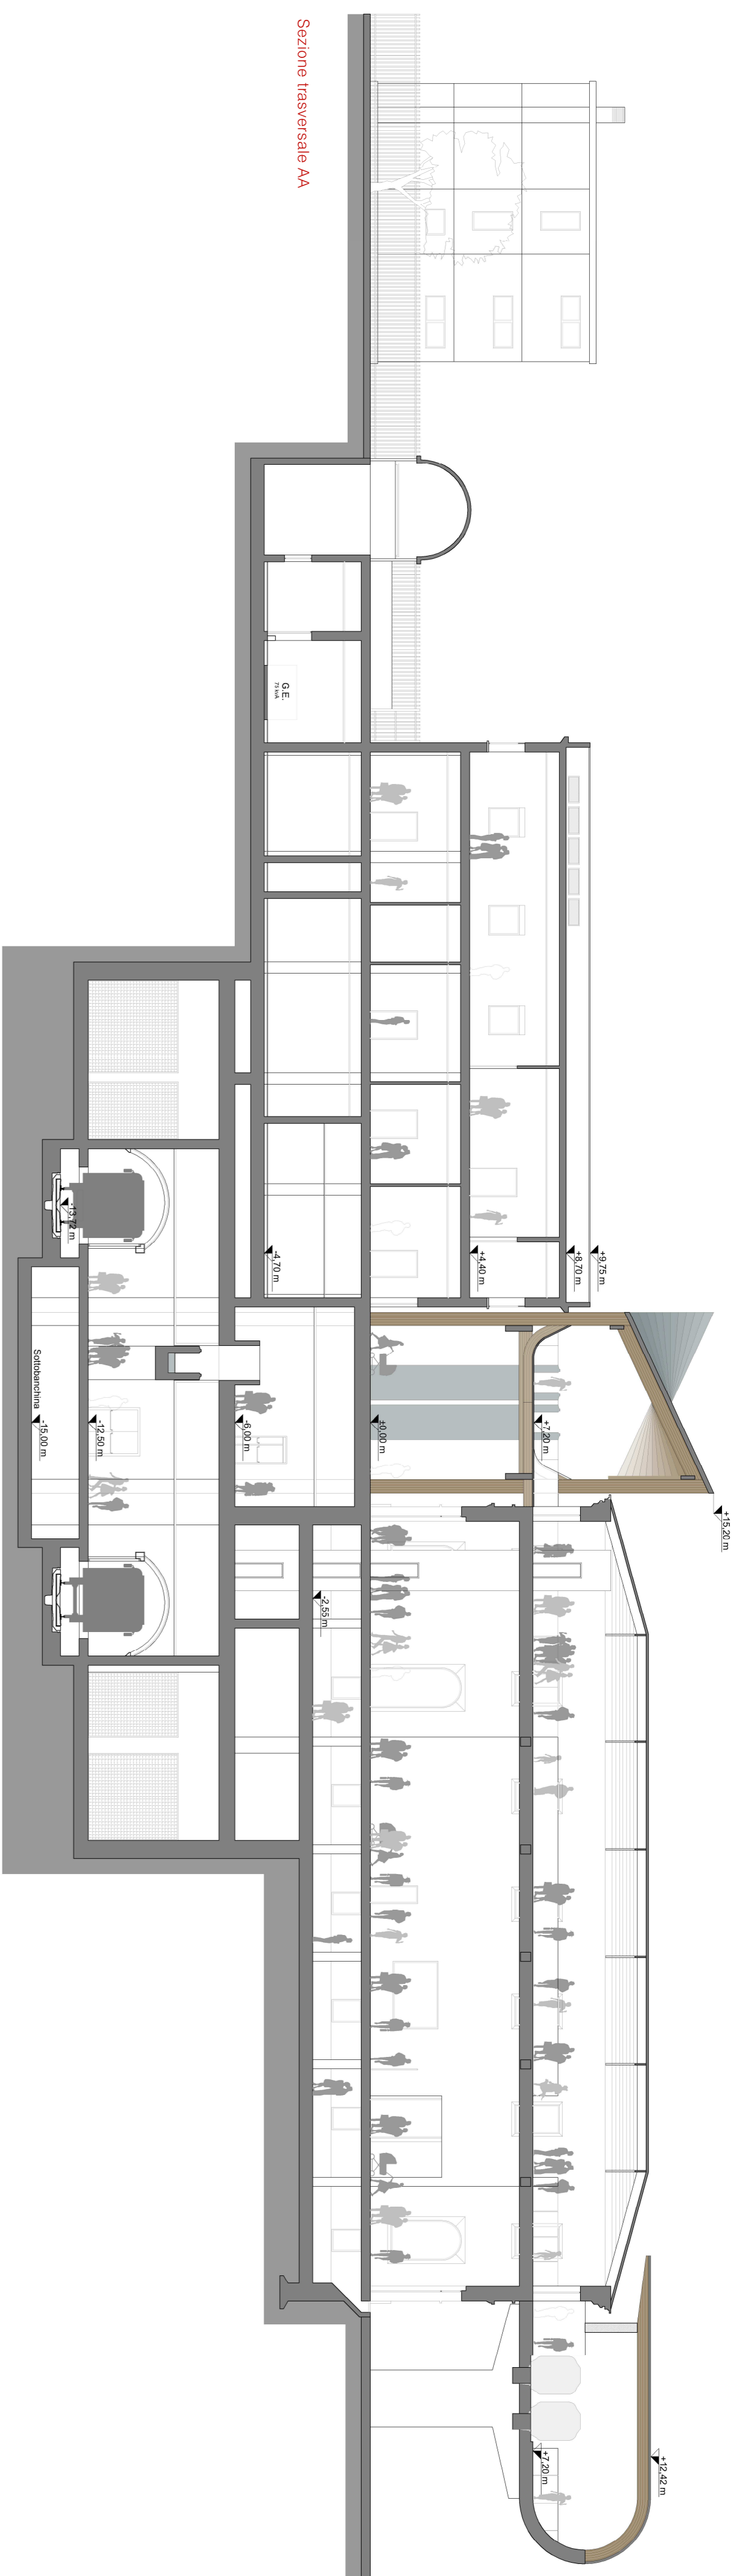 Sezione trasversale AA
G.E.
75 kvA
+9,75 m
+8,70 m
+4,40 m
-4,70 m
-13,72 m
+15,20 m
+7,20 m
±0,00 m
-6,00 m
-12,50 m
-15,00 m
Sottobanchina
-2,55 m
+12,42 m
+7,20 m